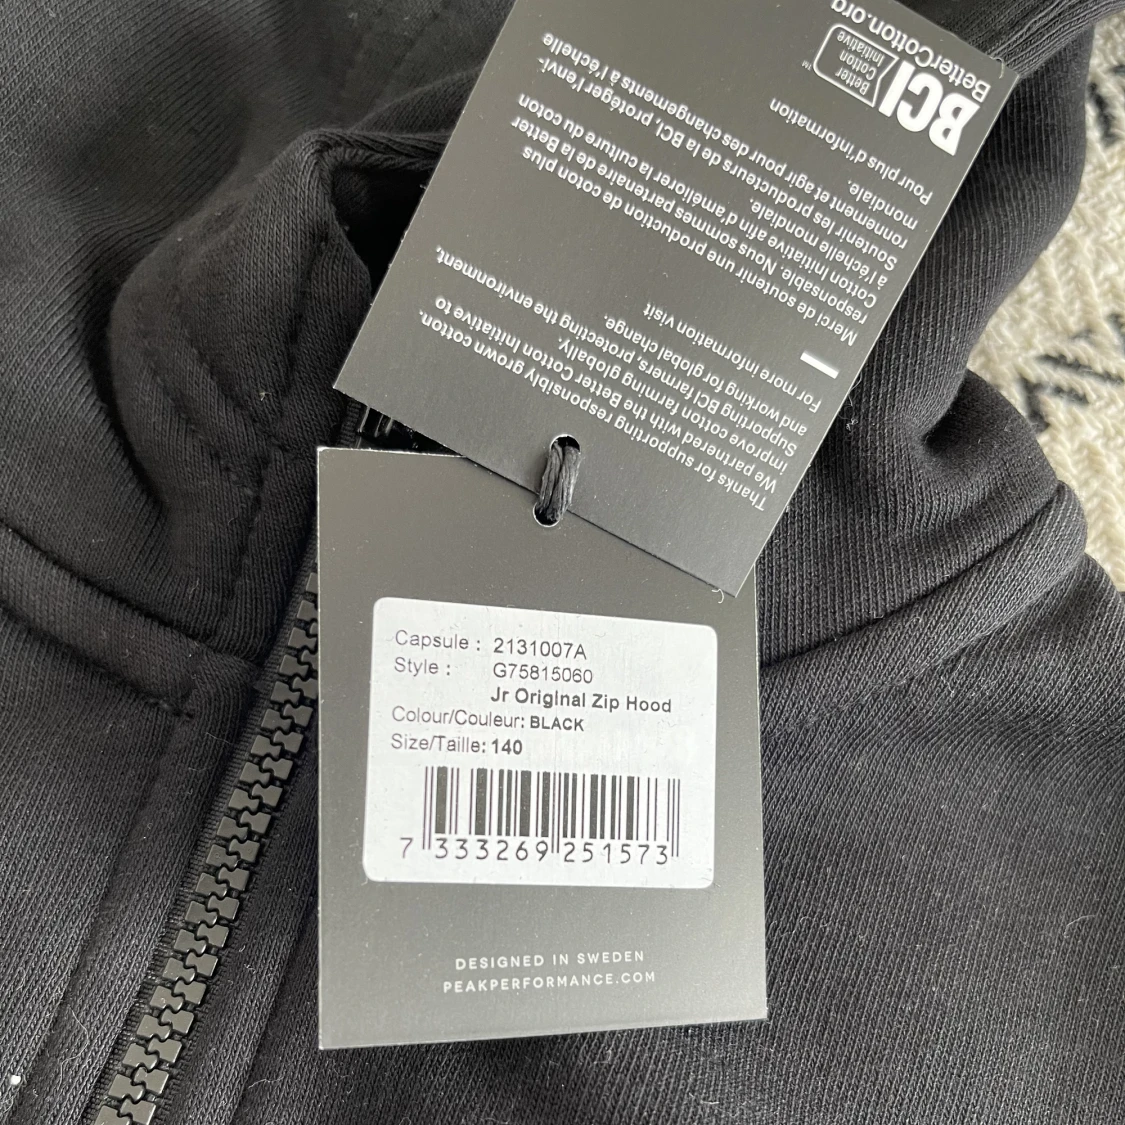 Thanks for supporting responsibly grown cotton.
We partnered with the Better Cotton Initiative to
improve cotton farming globally.
Supporting BCI farmers, protecting the environment,
and working for global change.
For more information visit
Merci de soutenir une production de coton plus
responsable. Nous sommes partenaire de la Better
Cotton Initiative afin d'améliorer la culture du coton
a l'échelle mondiale.
Soutenir les producteurs de la BCI, protéger l'envi-
ronnement et agir pour des changements à l'échelle
mondiale.
Pour plus d'information
BCI
Better
Cotton
Initiative
™
BetterCotton.org
Capsule : 2131007A
Style : G75815060
Jr Original Zip Hood
Colour/Couleur: BLACK
Size/Taille: 140
7 333269 251573
DESIGNED IN SWEDEN
PEAKPERFORMANCE.COM